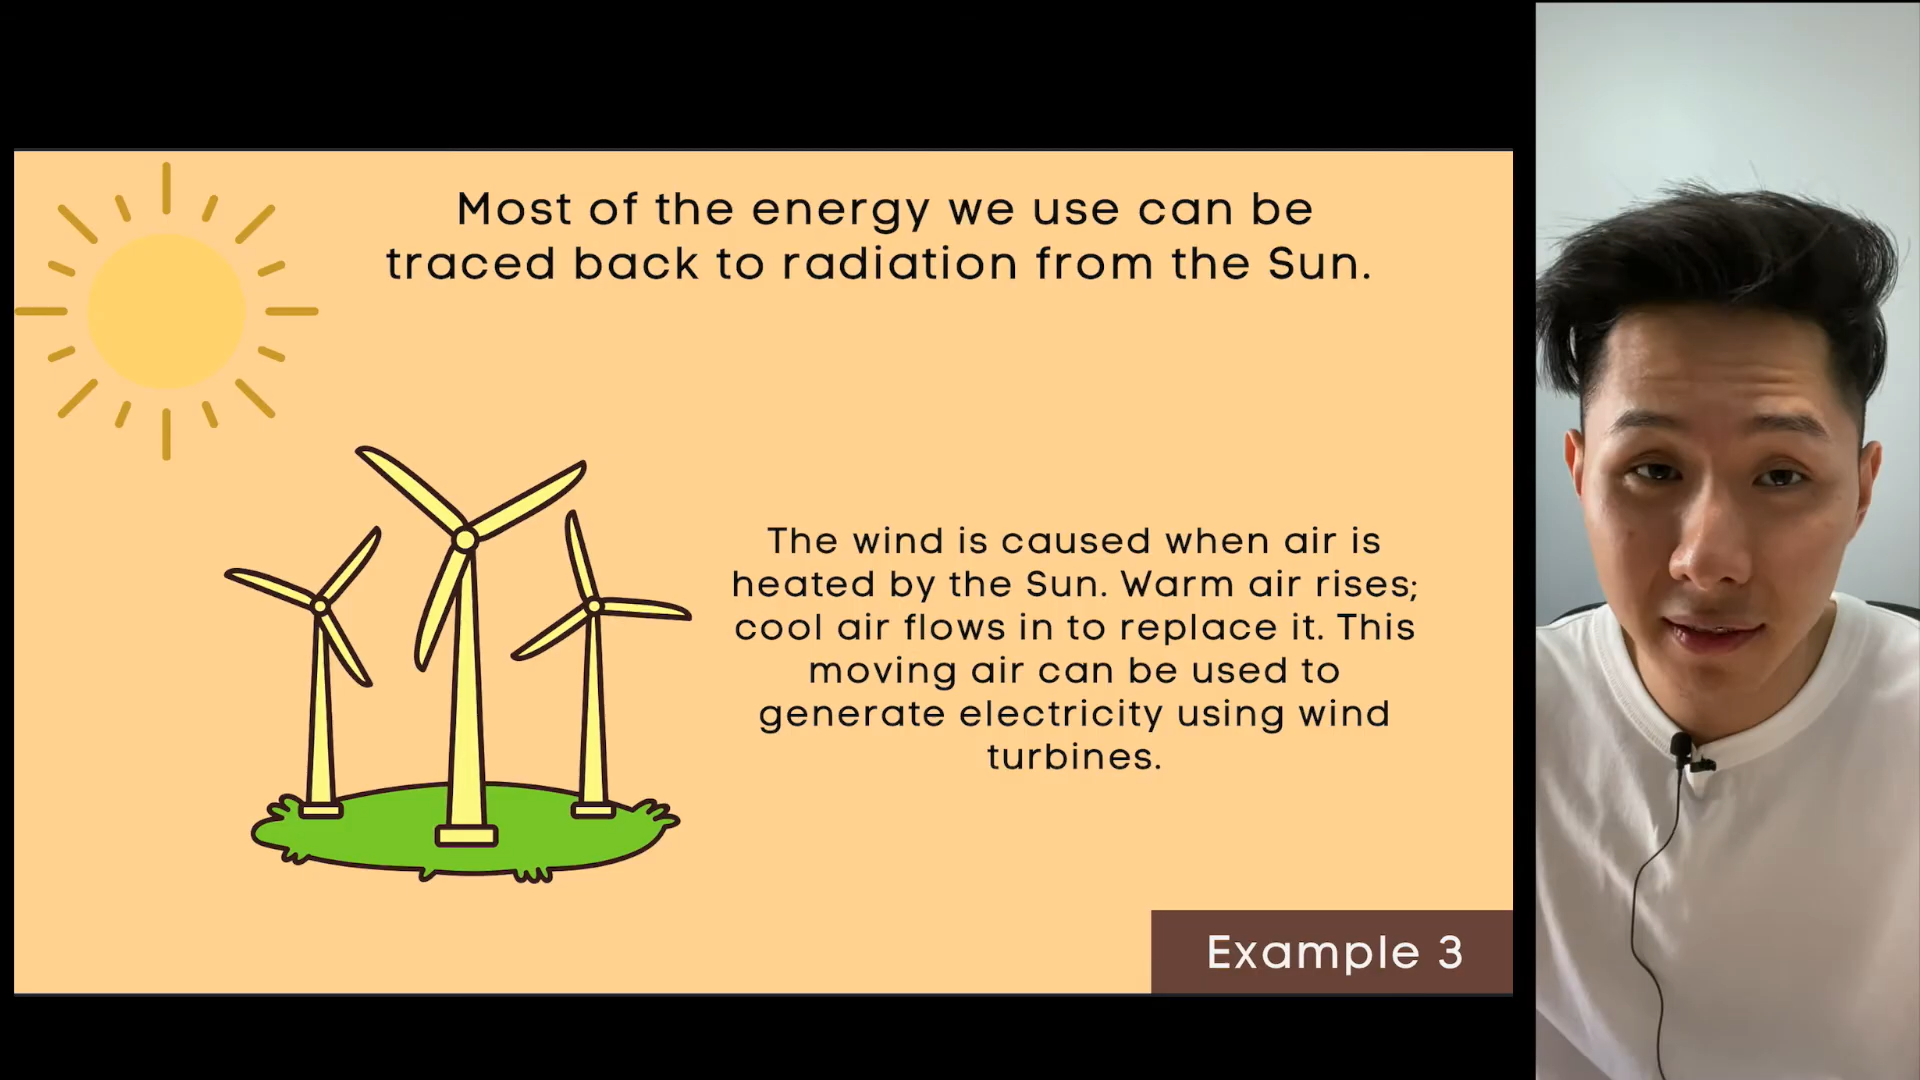 Most of the energy we use can be
traced back to radiation from the Sun.
The wind is caused when air is
heated by the Sun. Warm air rises;
cool air flows in to replace it. This
moving air can be used to
generate electricity using wind
turbines.
Example 3